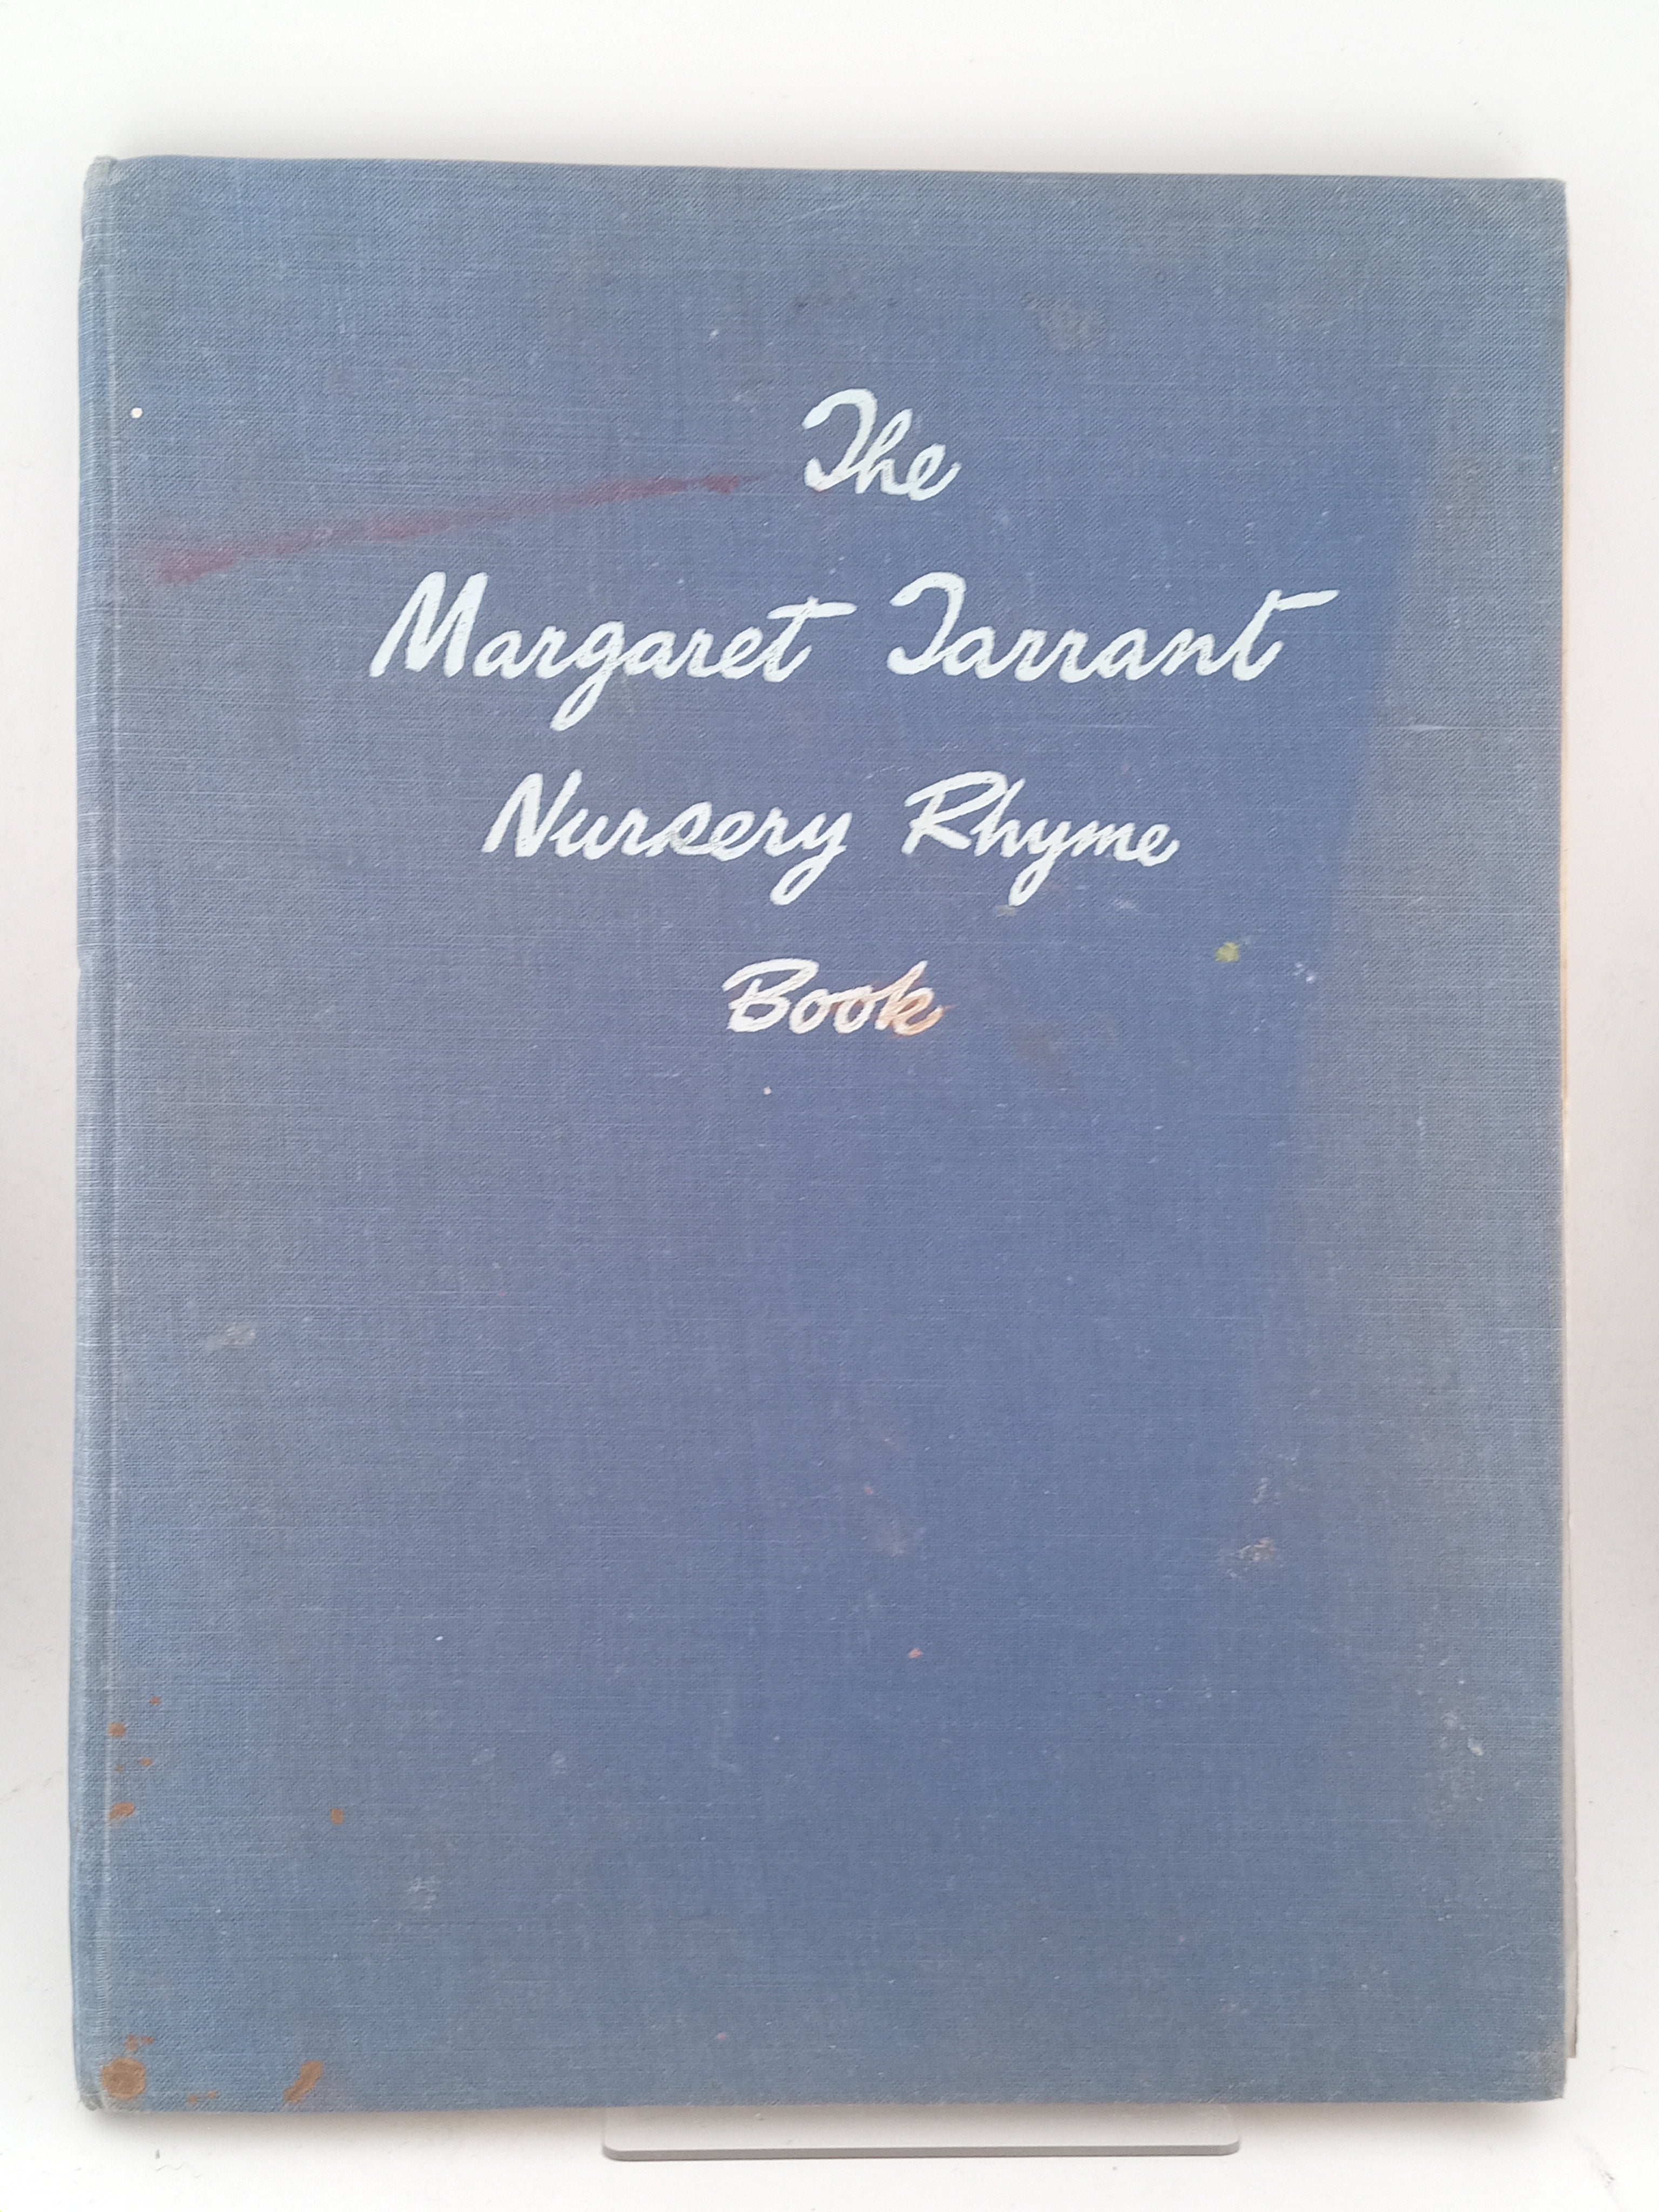 The
Margaret Tarrant
Nursery Rhyme
Book